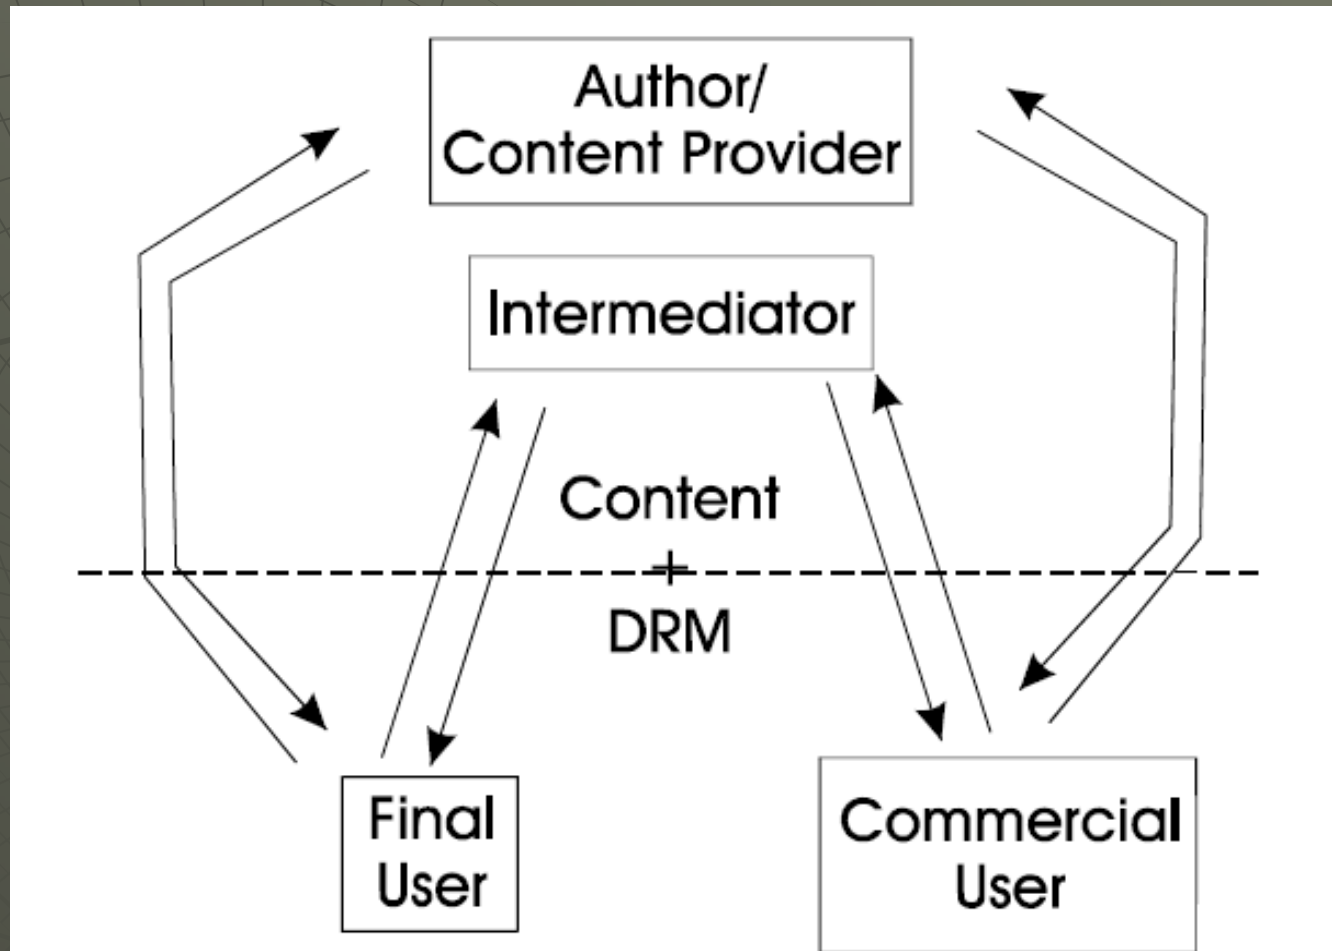 Author/
Content Provider
Intermediator
Content
+
DRM
Final
User
Commercial
User